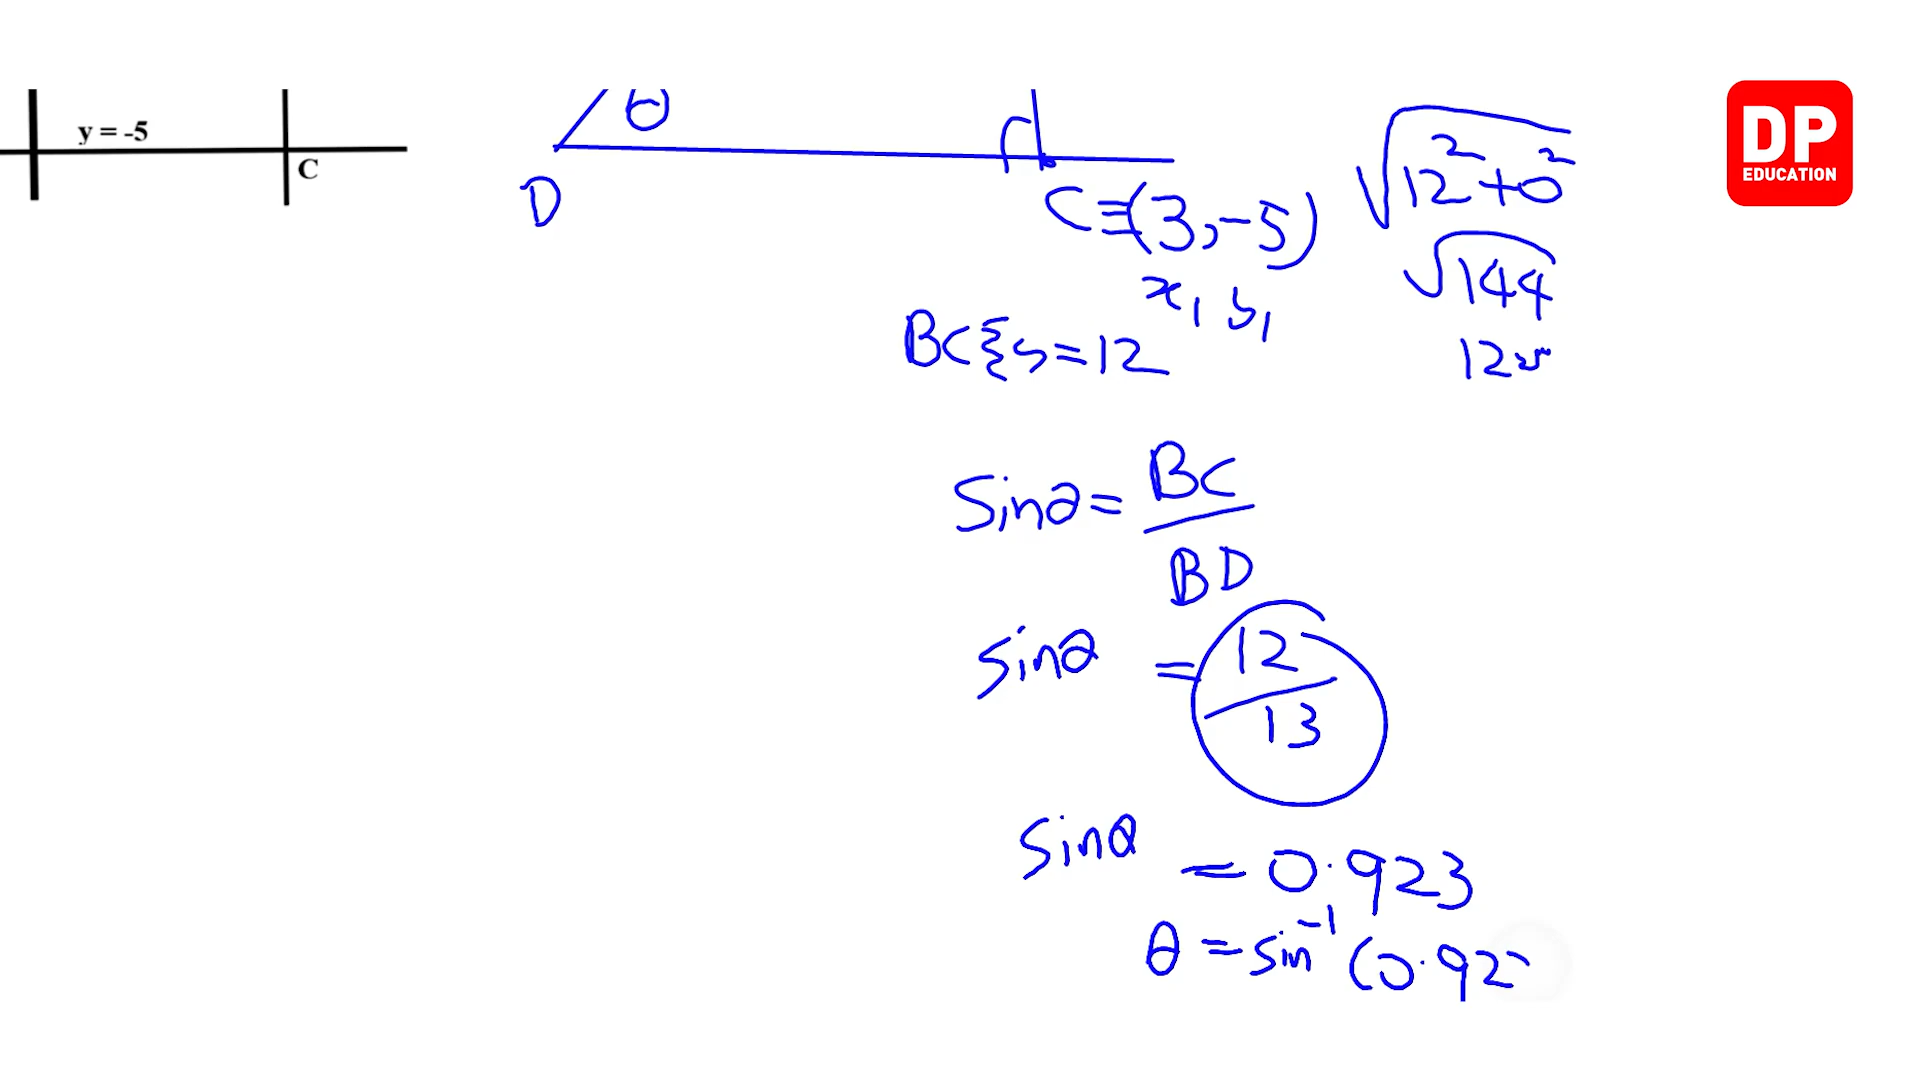 y = -5
C
θ
D
C≡(3,-5)
x₁ y₁
√12²+0²
√144
12
BC
=12
DP
EDUCATION
Sinθ = BC/BD
Sinθ = 12/13
Sinθ = 0.923
θ = Sin⁻¹ (0.92